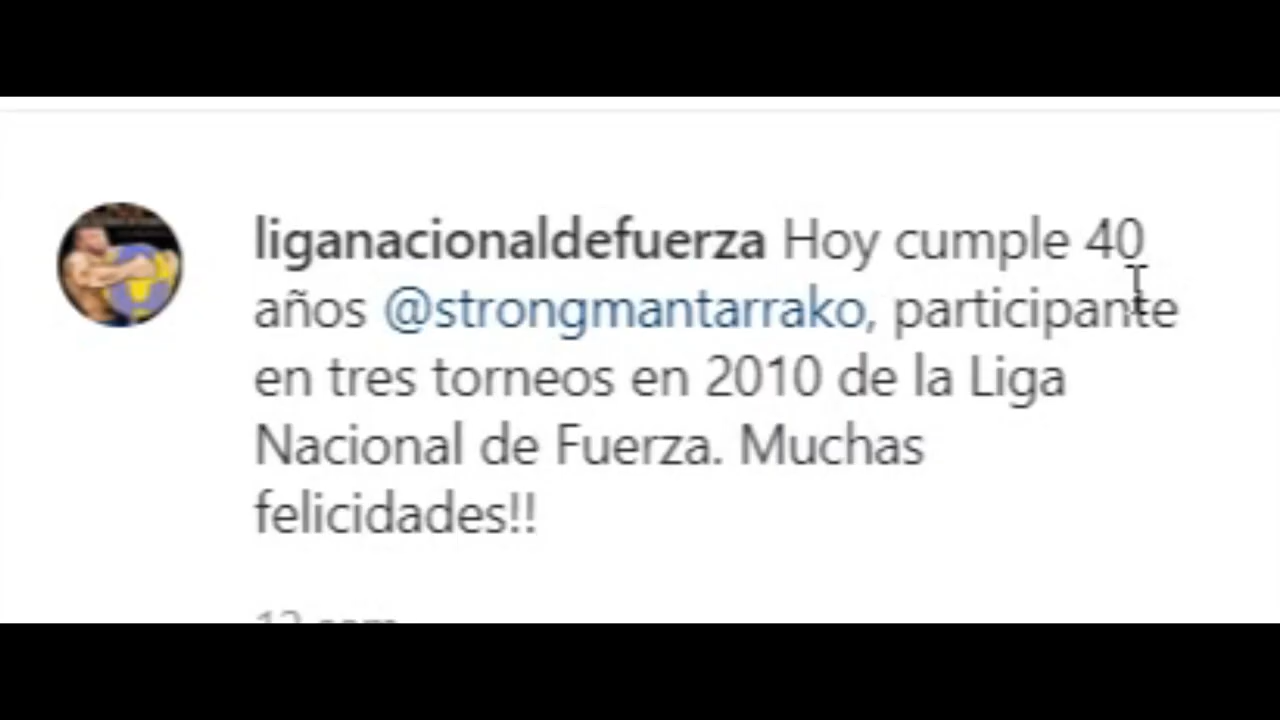 liganacionaldefuerza Hoy cumple 40
años @strongmantarrako, participante
en tres torneos en 2010 de la Liga
Nacional de Fuerza. Muchas
felicidades!!